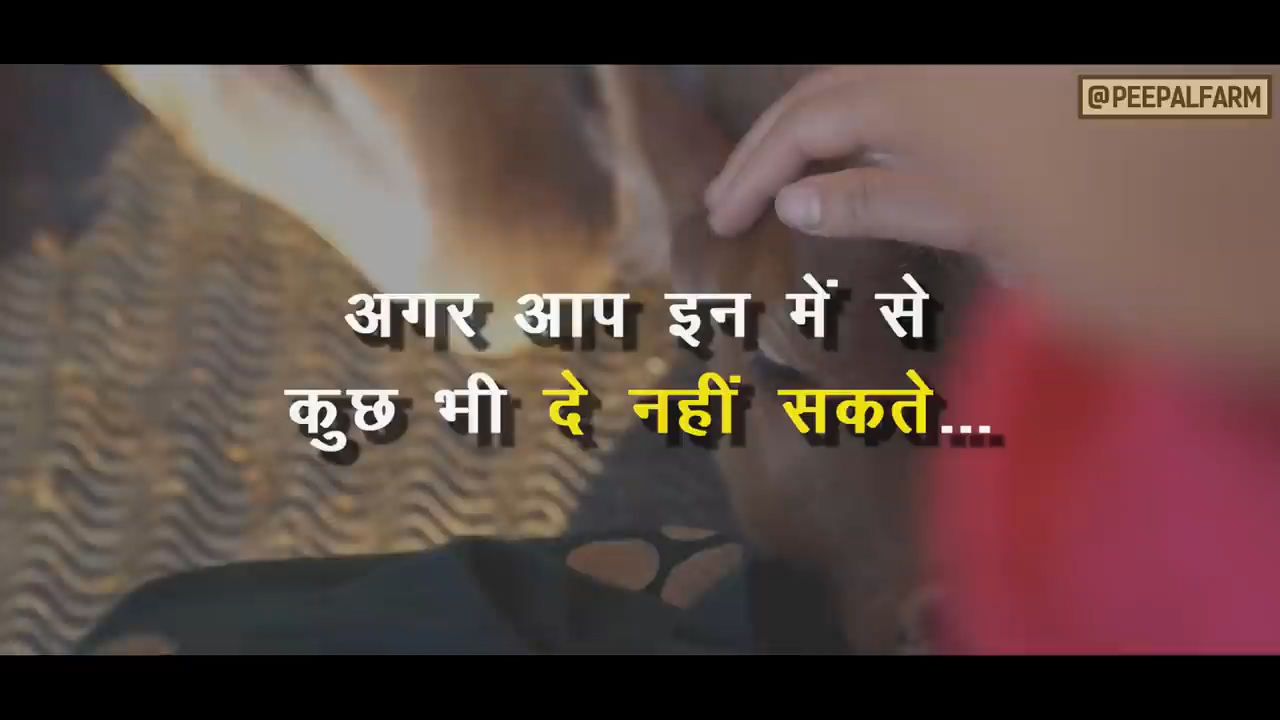 @PEEPALFARM
अगर आप इन में से
कुछ भी दे नहीं सकते...